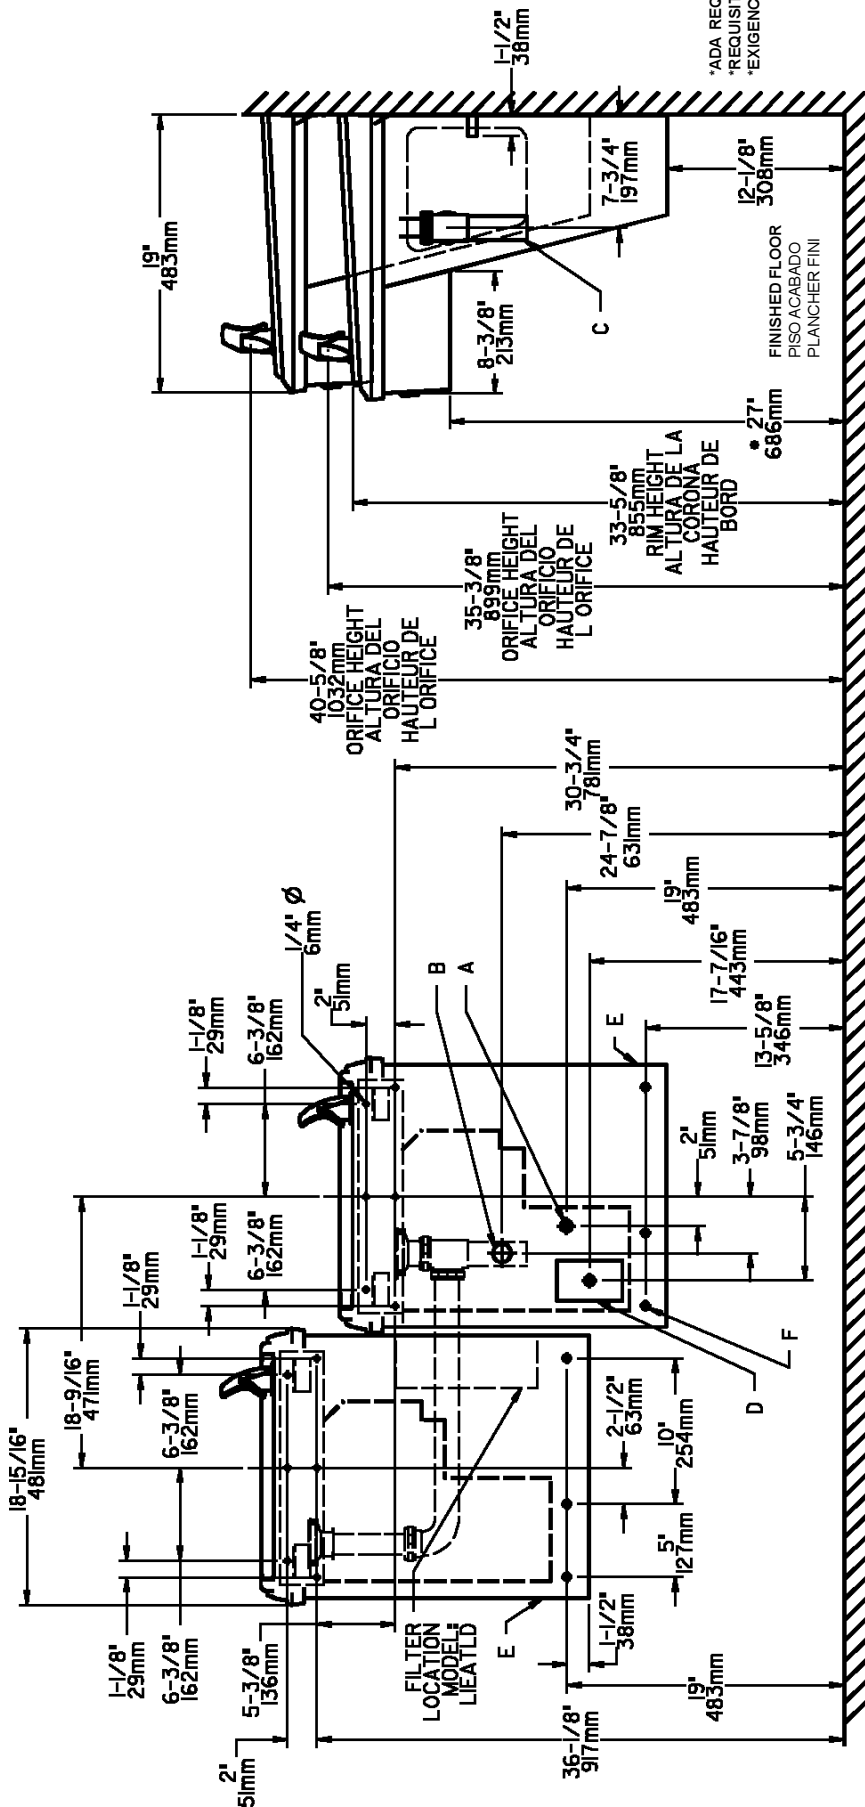 18-15/16"
481mm
18-9/16"
471mm
1-1/8"
29mm
6-3/8"
162mm
1-1/8"
29mm
6-3/8"
162mm
2"
51mm
5-3/8"
136mm
1-1/8"
29mm
6-3/8"
162mm
1-1/8"
29mm
6-3/8"
162mm
2"
51mm
1/4" Ø
6mm
FILTER
LOCATION
MODEL:
LIEATLD
E
B
A
E
F
D
36-1/8"
917mm
19"
483mm
1-1/2"
38mm
5"
127mm
10"
254mm
2-1/2"
63mm
2"
51mm
3-7/8"
98mm
5-3/4"
146mm
13-5/8"
346mm
17-7/16"
443mm
19"
483mm
24-7/8"
631mm
30-3/4"
781mm
40-5/8"
1032mm
ORIFICE HEIGHT
ALTURA DEL
ORIFICIO
HAUTEUR DE
L ORIFICE
35-3/8"
899mm
ORIFICE HEIGHT
ALTURA DEL
ORIFICIO
HAUTEUR DE
L ORIFICE
33-5/8"
855mm
RIM HEIGHT
ALTURA DE LA
CORONA
HAUTEUR DE
BORD
* 27"
686mm
19"
483mm
8-3/8"
213mm
C
1-1/2"
38mm
7-3/4"
197mm
12-1/8"
308mm
FINISHED FLOOR
PISO ACABADO
PLANCHER FINI
*ADA REQ
*REQUISIT
*EXIGENC